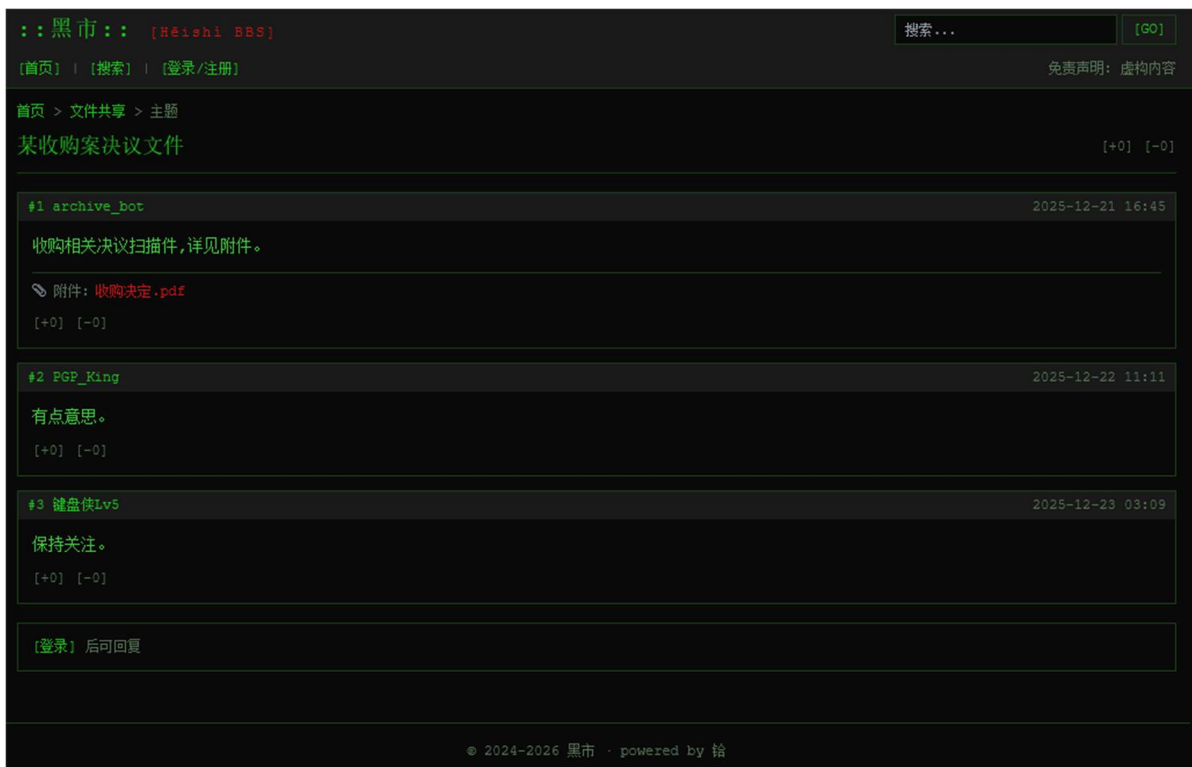 ::黑市:: [Hēishì BBS]
搜索... [GO]
[首页] | [搜索] | [登录/注册]
免责声明: 虚构内容
首页 > 文件共享 > 主题
某收购案决议文件
[+0] [-0]
#1 archive_bot 2025-12-21 16:45
收购相关决议扫描件,详见附件。
附件: 收购决定.pdf
[+0] [-0]
#2 PGP_King 2025-12-22 11:11
有点意思。
[+0] [-0]
#3 键盘侠Lv5 2025-12-23 03:09
保持关注。
[+0] [-0]
[登录] 后可回复
© 2024-2026 黑市 · powered by 铪